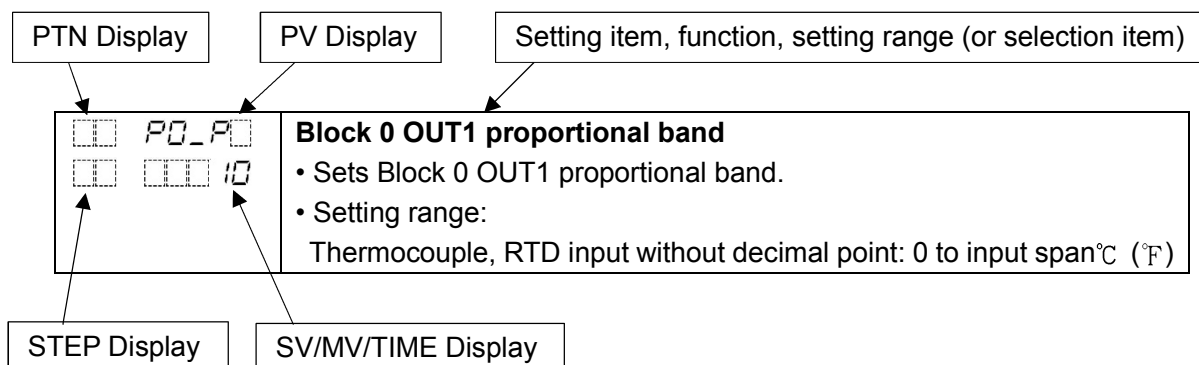 PTN Display
PV Display
Setting item, function, setting range (or selection item)
P0_P
Block 0 OUT1 proportional band
10
• Sets Block 0 OUT1 proportional band.
• Setting range:
Thermocouple, RTD input without decimal point: 0 to input span℃ (℉)
STEP Display
SV/MV/TIME Display